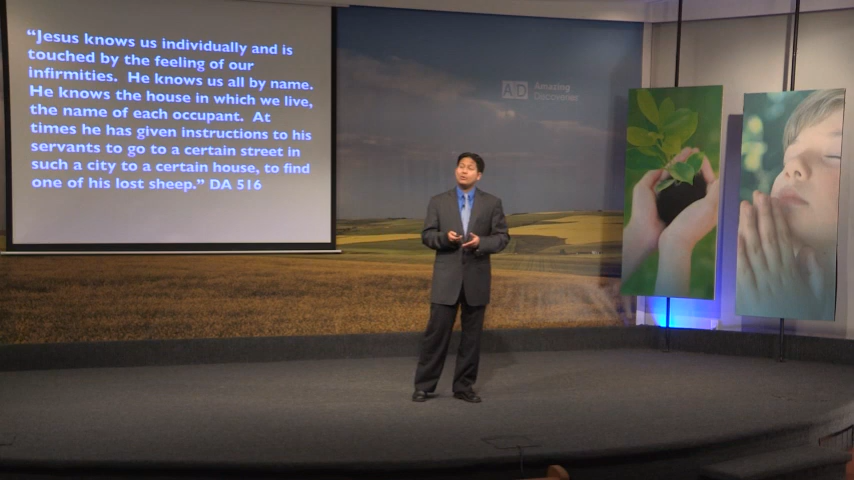 “Jesus knows us individually and is
touched by the feeling of our
infirmities. He knows us all by name.
He knows the house in which we live,
the name of each occupant. At
times he has given instructions to his
servants to go to a certain street in
such a city to a certain house, to find
one of his lost sheep.” DA 516
AD Amazing
Discoveries